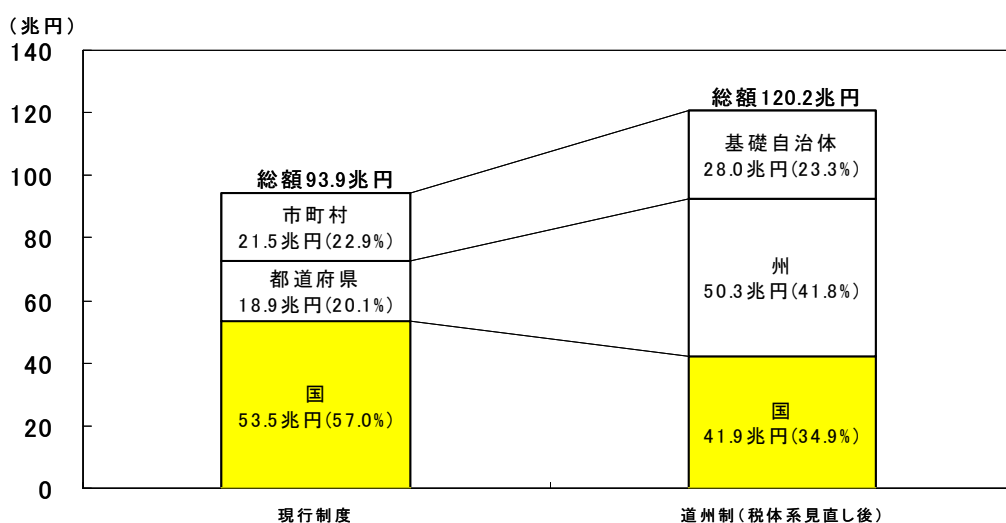 (兆円)
140
120
100
80
60
40
20
0
総額93.9兆円
市町村
21.5兆円(22.9%)
都道府県
18.9兆円(20.1%)
国
53.5兆円(57.0%)
総額120.2兆円
基礎自治体
28.0兆円(23.3%)
州
50.3兆円(41.8%)
国
41.9兆円(34.9%)
現行制度
道州制(税体系見直し後)